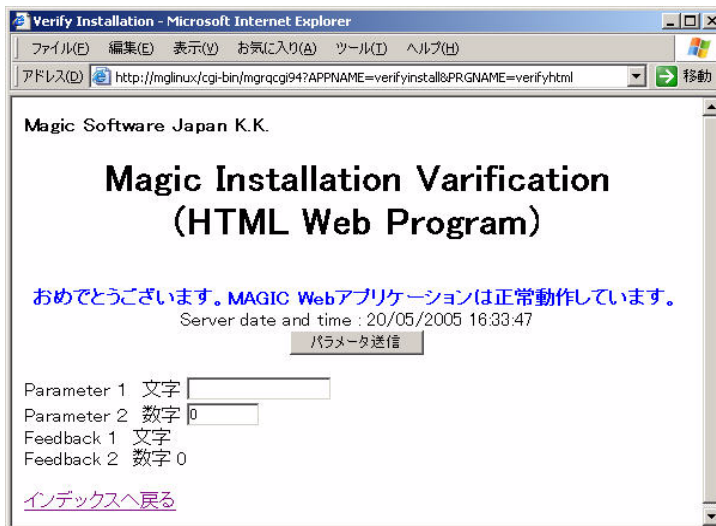 Verify Installation - Microsoft Internet Explorer
ファイル(F) 編集(E) 表示(V) お気に入り(A) ツール(T) ヘルプ(H)
アドレス(D) http://mglinux/cgi-bin/mgrqcgi94?APPNAME=verifyinstall&PRGNAME=verifyhtml 移動
Magic Software Japan K.K.
Magic Installation Varification
(HTML Web Program)
おめでとうございます。MAGIC Webアプリケーションは正常動作しています。
Server date and time : 20/05/2005 16:33:47
パラメータ送信
Parameter 1 文字
Parameter 2 数字 0
Feedback 1 文字
Feedback 2 数字 0
インデックスへ戻る